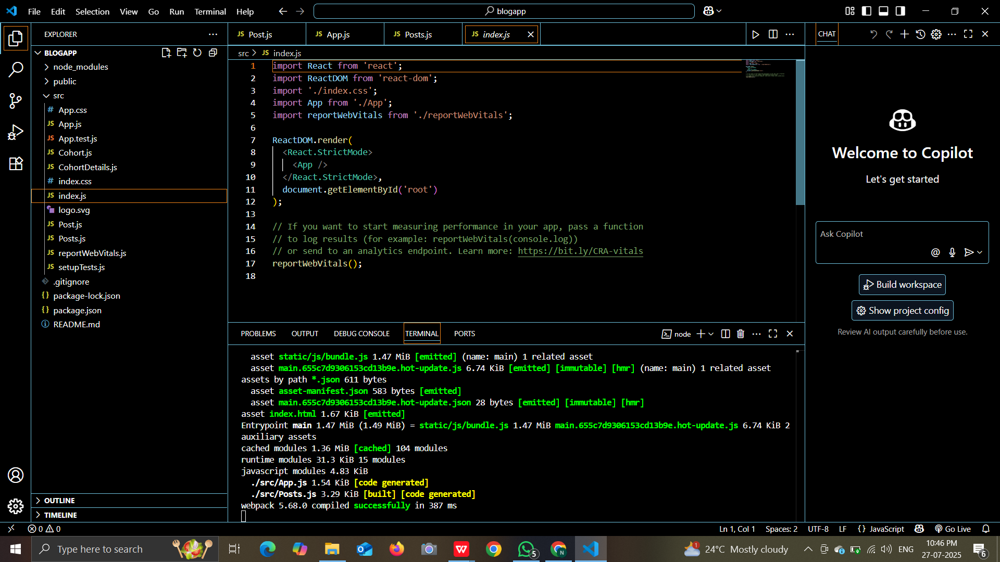 File Edit Selection View Go Run Terminal Help
blogapp
EXPLORER
BLOGAPP
node_modules
public
src
# App.css
JS App.js
JS App.test.js
JS Cohort.js
JS CohortDetails.js
# index.css
JS index.js
logo.svg
JS Post.js
JS Posts.js
JS reportWebVitals.js
JS setupTests.js
.gitignore
{} package-lock.json
{} package.json
README.md
OUTLINE
TIMELINE
JS Post.js JS App.js JS Posts.js JS index.js
src > JS index.js
1 import React from 'react';
2 import ReactDOM from 'react-dom';
3 import './index.css';
4 import App from './App';
5 import reportWebVitals from './reportWebVitals';
6
7 ReactDOM.render(
8 <React.StrictMode>
9 <App />
10 </React.StrictMode>,
11 document.getElementById('root')
12 );
13
14 // If you want to start measuring performance in your app, pass a function
15 // to log results (for example: reportWebVitals(console.log))
16 // or send to an analytics endpoint. Learn more: https://bit.ly/CRA-vitals
17 reportWebVitals();
18
PROBLEMS OUTPUT DEBUG CONSOLE TERMINAL PORTS
node
asset static/js/bundle.js 1.47 MiB [emitted] (name: main) 1 related asset
asset main.655c7d9306153cd13b9e.hot-update.js 6.74 KiB [emitted] [immutable] [hmr] (name: main) 1 related asset
assets by path *.json 611 bytes
asset asset-manifest.json 583 bytes [emitted]
asset main.655c7d9306153cd13b9e.hot-update.json 28 bytes [emitted] [immutable] [hmr]
asset index.html 1.67 KiB [emitted]
Entrypoint main 1.47 MiB (1.49 MiB) = static/js/bundle.js 1.47 MiB main.655c7d9306153cd13b9e.hot-update.js 6.74 KiB 2
auxiliary assets
cached modules 1.36 MiB [cached] 104 modules
runtime modules 31.3 KiB 15 modules
javascript modules 4.83 KiB
./src/App.js 1.54 KiB [code generated]
./src/Posts.js 3.29 KiB [built] [code generated]
webpack 5.68.0 compiled successfully in 387 ms
CHAT
Welcome to Copilot
Let's get started
Ask Copilot
@
Build workspace
Show project config
Review AI output carefully before use.
0 0
Ln 1, Col 1 Spaces: 2 UTF-8 LF {} JavaScript Go Live
Type here to search
W
5
N
1
24°C Mostly cloudy
ENG
10:46 PM
27-07-2025
6